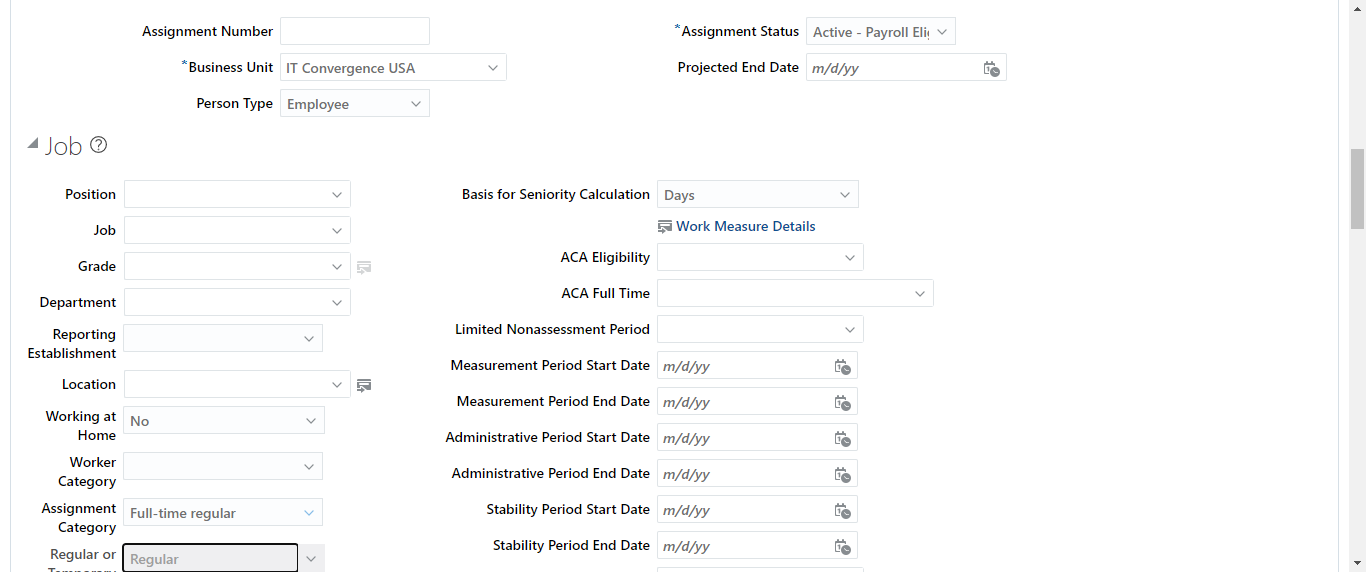 Assignment Number
*Assignment Status Active - Payroll Eli
*Business Unit IT Convergence USA
Projected End Date m/d/yy
Person Type Employee
Job ?
Position
Job
Grade
Department
Reporting
Establishment
Location
Working at
Home
No
Worker
Category
Assignment
Category
Full-time regular
Regular or
Regular
Basis for Seniority Calculation Days
Work Measure Details
ACA Eligibility
ACA Full Time
Limited Nonassessment Period
Measurement Period Start Date m/d/yy
Measurement Period End Date m/d/yy
Administrative Period Start Date m/d/yy
Administrative Period End Date m/d/yy
Stability Period Start Date m/d/yy
Stability Period End Date m/d/yy